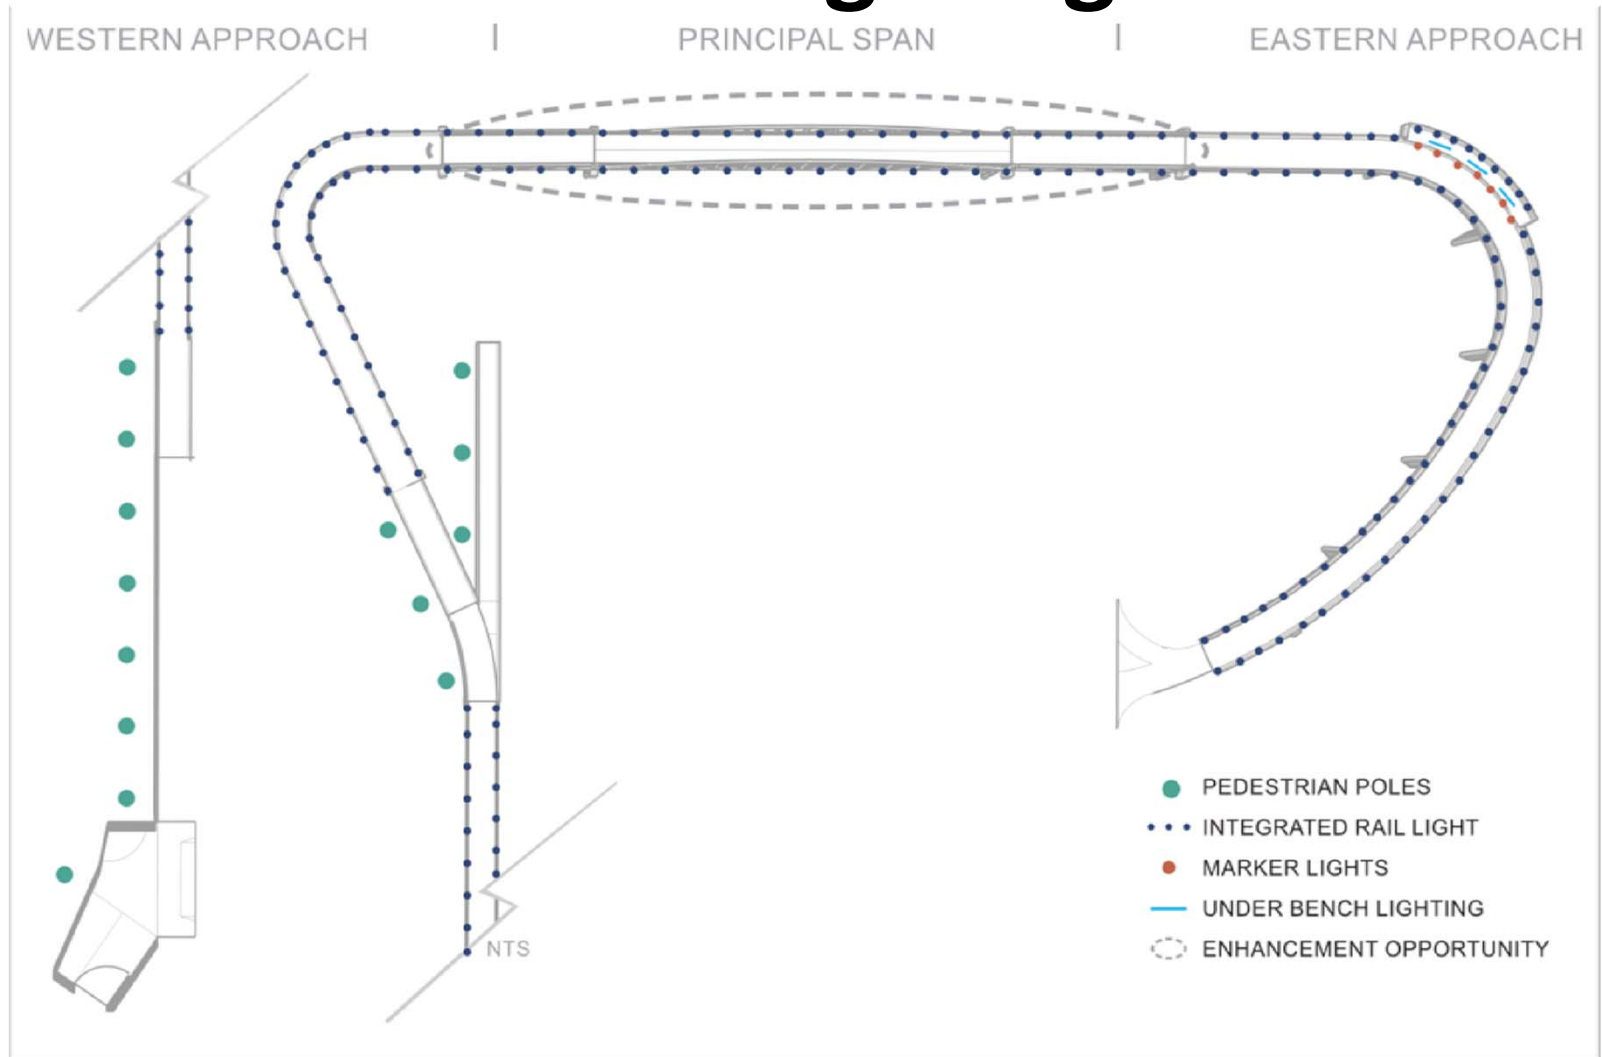 WESTERN APPROACH | PRINCIPAL SPAN | EASTERN APPROACH
PEDESTRIAN POLES
INTEGRATED RAIL LIGHT
MARKER LIGHTS
UNDER BENCH LIGHTING
NTS
ENHANCEMENT OPPORTUNITY